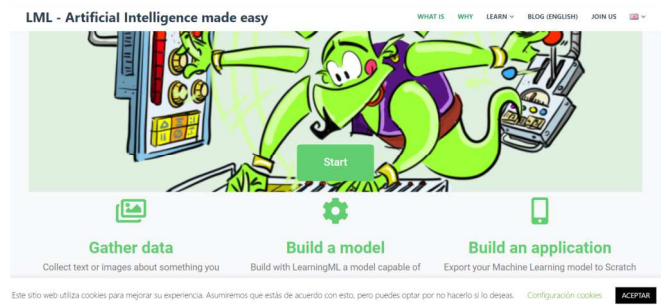 LML - Artificial Intelligence made easy
WHAT IS WHY LEARN BLOG (ENGLISH) JOIN US
Start
Gather data
Collect text or images about something you
Build a model
Build with LearningML a model capable of
Build an application
Export your Machine Learning model to Scratch
Este sitio web utiliza cookies para mejorar su experiencia. Asumiremos que estás de acuerdo con esto, pero puedes optar por no hacerlo si lo deseas. Configuración cookies ACEPTAR